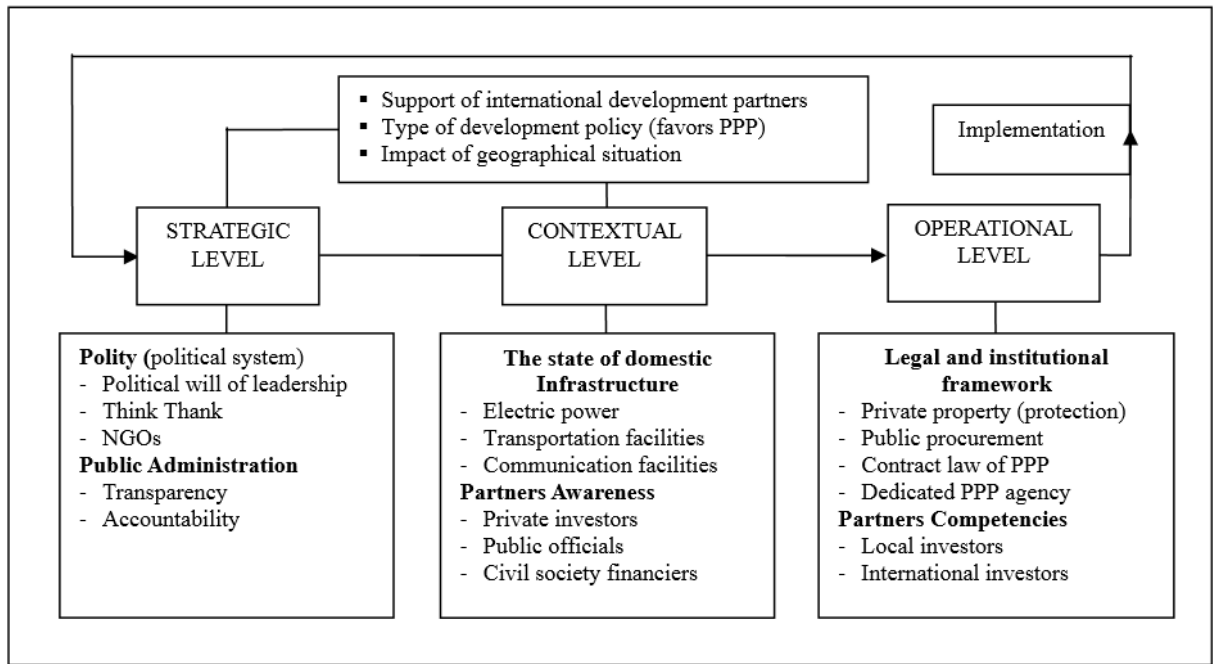 ▪ Support of international development partners
▪ Type of development policy (favors PPP)
▪ Impact of geographical situation
Implementation
STRATEGIC
LEVEL
CONTEXTUAL
LEVEL
OPERATIONAL
LEVEL
Polity (political system)
- Political will of leadership
- Think Thank
- NGOs
Public Administration
- Transparency
- Accountability
The state of domestic
Infrastructure
- Electric power
- Transportation facilities
- Communication facilities
Partners Awareness
- Private investors
- Public officials
- Civil society financiers
Legal and institutional
framework
- Private property (protection)
- Public procurement
- Contract law of PPP
- Dedicated PPP agency
Partners Competencies
- Local investors
- International investors